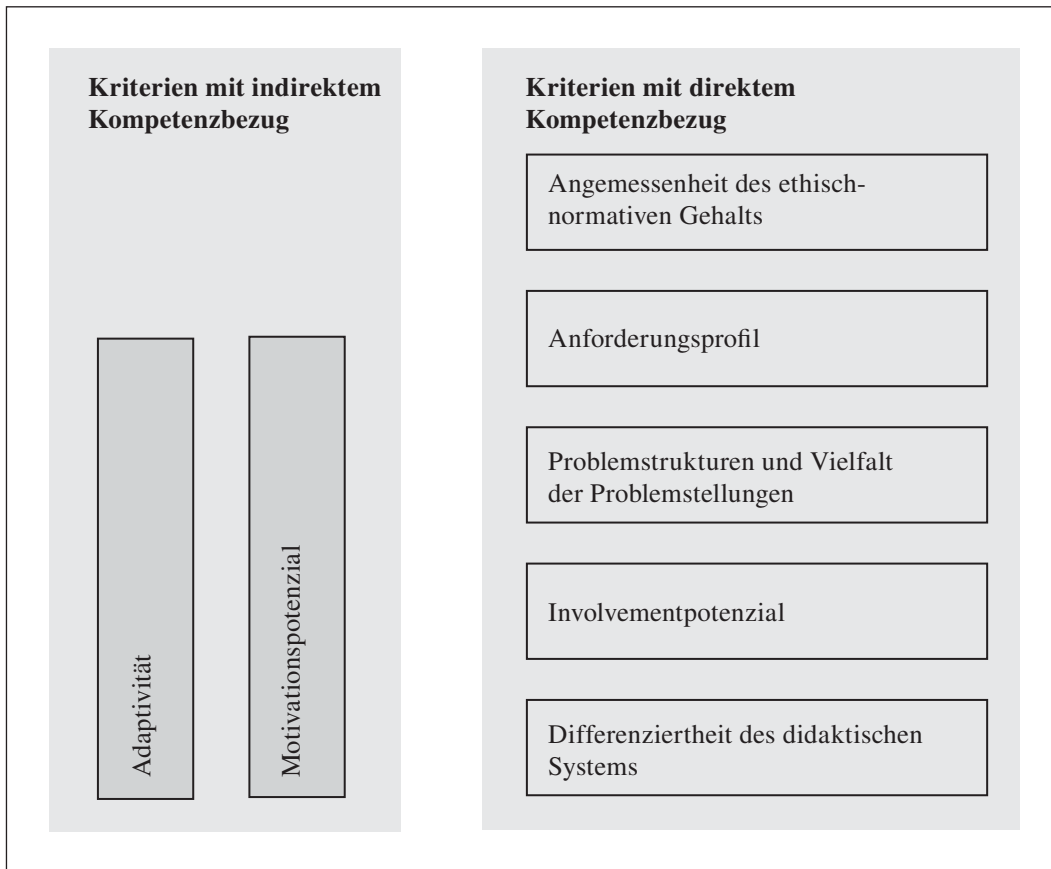 Kriterien mit indirektem
Kompetenzbezug
Adaptivität
Motivationspotenzial
Kriterien mit direktem
Kompetenzbezug
Angemessenheit des ethisch-
normativen Gehalts
Anforderungsprofil
Problemstrukturen und Vielfalt
der Problemstellungen
Involvementpotenzial
Differenziertheit des didaktischen
Systems